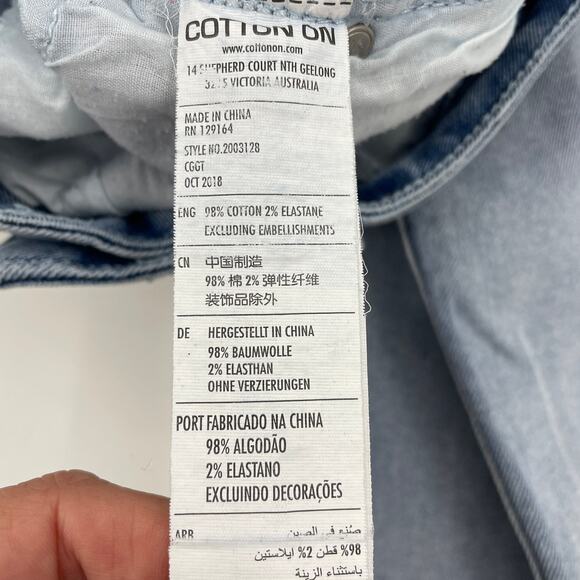 COTTON ON
www.cottonon.com
14 SHEPHERD COURT NTH GEELONG
3215 VICTORIA AUSTRALIA
MADE IN CHINA
RN 129164
STYLE NO.2003128
CGGT
OCT 2018
ENG 98% COTTON 2% ELASTANE
EXCLUDING EMBELLISHMENTS
CN 中国制造
98% 棉 2% 弹性纤维
装饰品除外
DE HERGESTELLT IN CHINA
98% BAUMWOLLE
2% ELASTHAN
OHNE VERZIERUNGEN
PORT FABRICADO NA CHINA
98% ALGODÃO
2% ELASTANO
EXCLUINDO DECORAÇÕES
ARB صُنع في الصين
98% قطن 2% ايلاستين
باستثناء الزينة